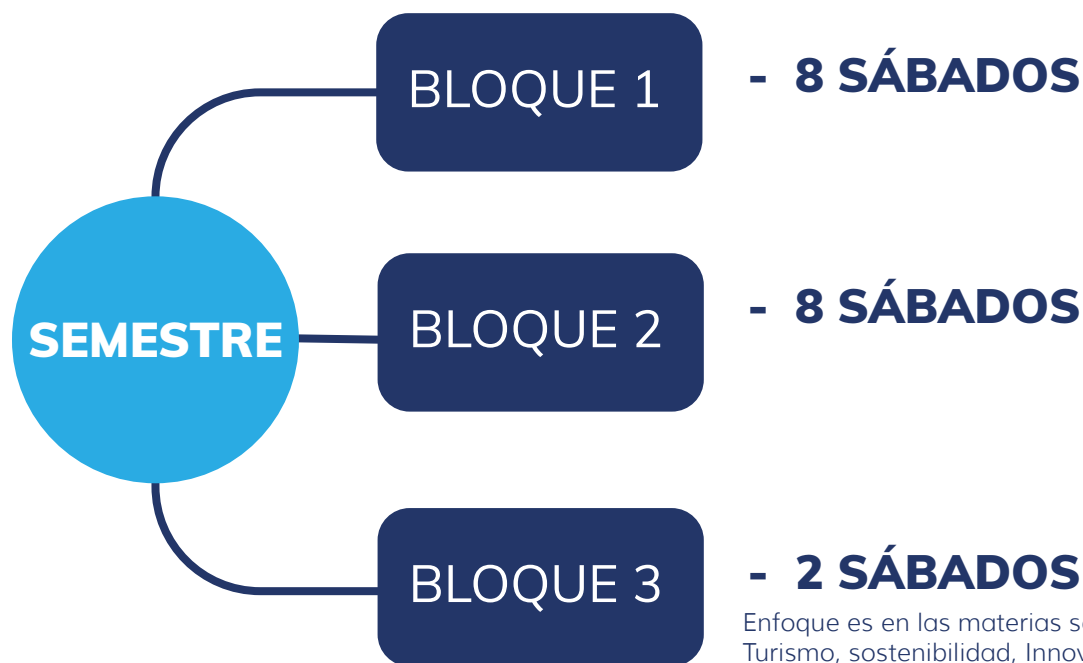 BLOQUE 1
- 8 SÁBADOS
SEMESTRE
BLOQUE 2
- 8 SÁBADOS
BLOQUE 3
- 2 SÁBADOS
Enfoque es en las materias
Turismo, sostenibilidad,